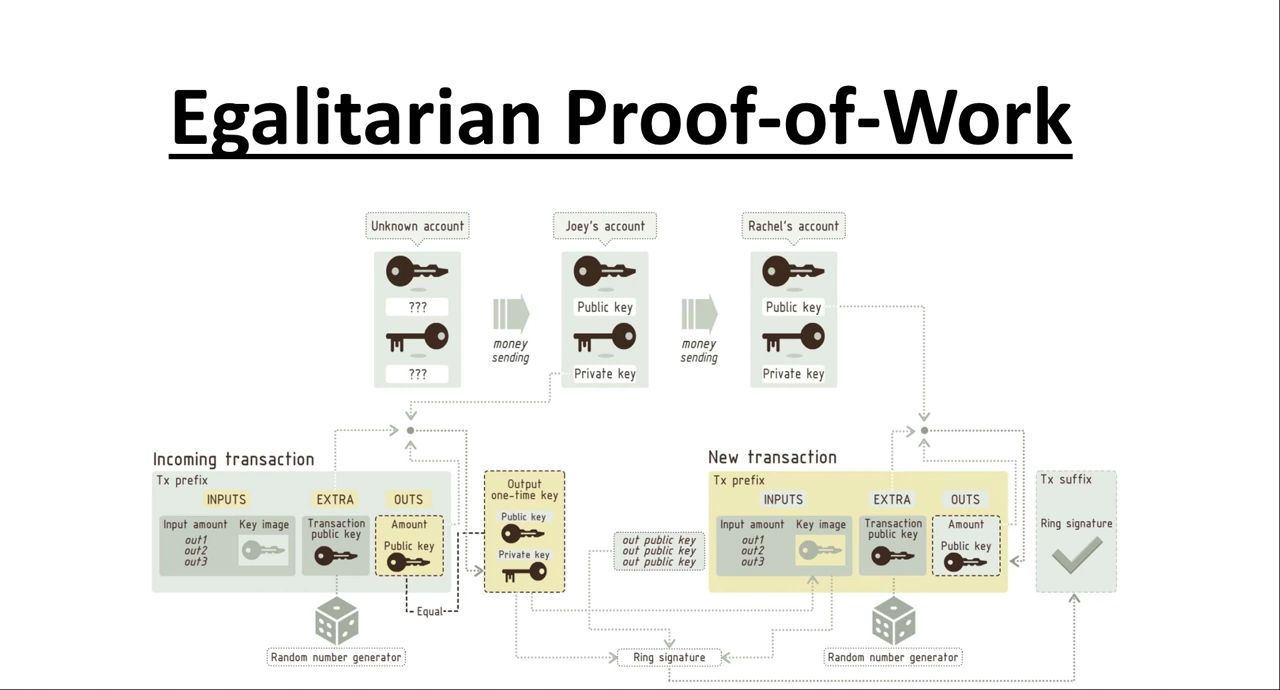 Egalitarian Proof-of-Work
Unknown account
Joey's account
Rachel's account
???
Public key
Public key
money
sending
money
sending
???
Private key
Private key
Incoming transaction
Tx prefix
INPUTS
EXTRA
OUTS
Input amount
out1
out2
out3
Key image
Transaction
public key
Amount
Public key
Equal
Random number generator
Output
one-time key
Public key
Private key
out public key
out public key
out public key
Ring signature
New transaction
Tx prefix
INPUTS
EXTRA
OUTS
Input amount
out1
out2
out3
Key image
Transaction
public key
Amount
Public key
Random number generator
Tx suffix
Ring signature